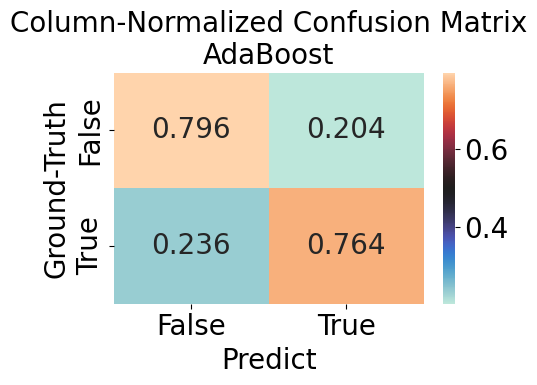 Column-Normalized Confusion Matrix
AdaBoost
Ground-Truth
False
True
0.796 0.204
0.236 0.764
False True
Predict
0.6
0.4